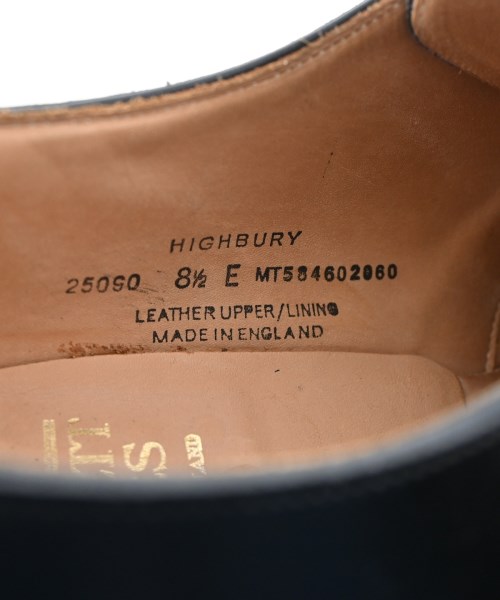 HIGHBURY
25090 8½ E MT584602060
LEATHER UPPER/LINING
MADE IN ENGLAND